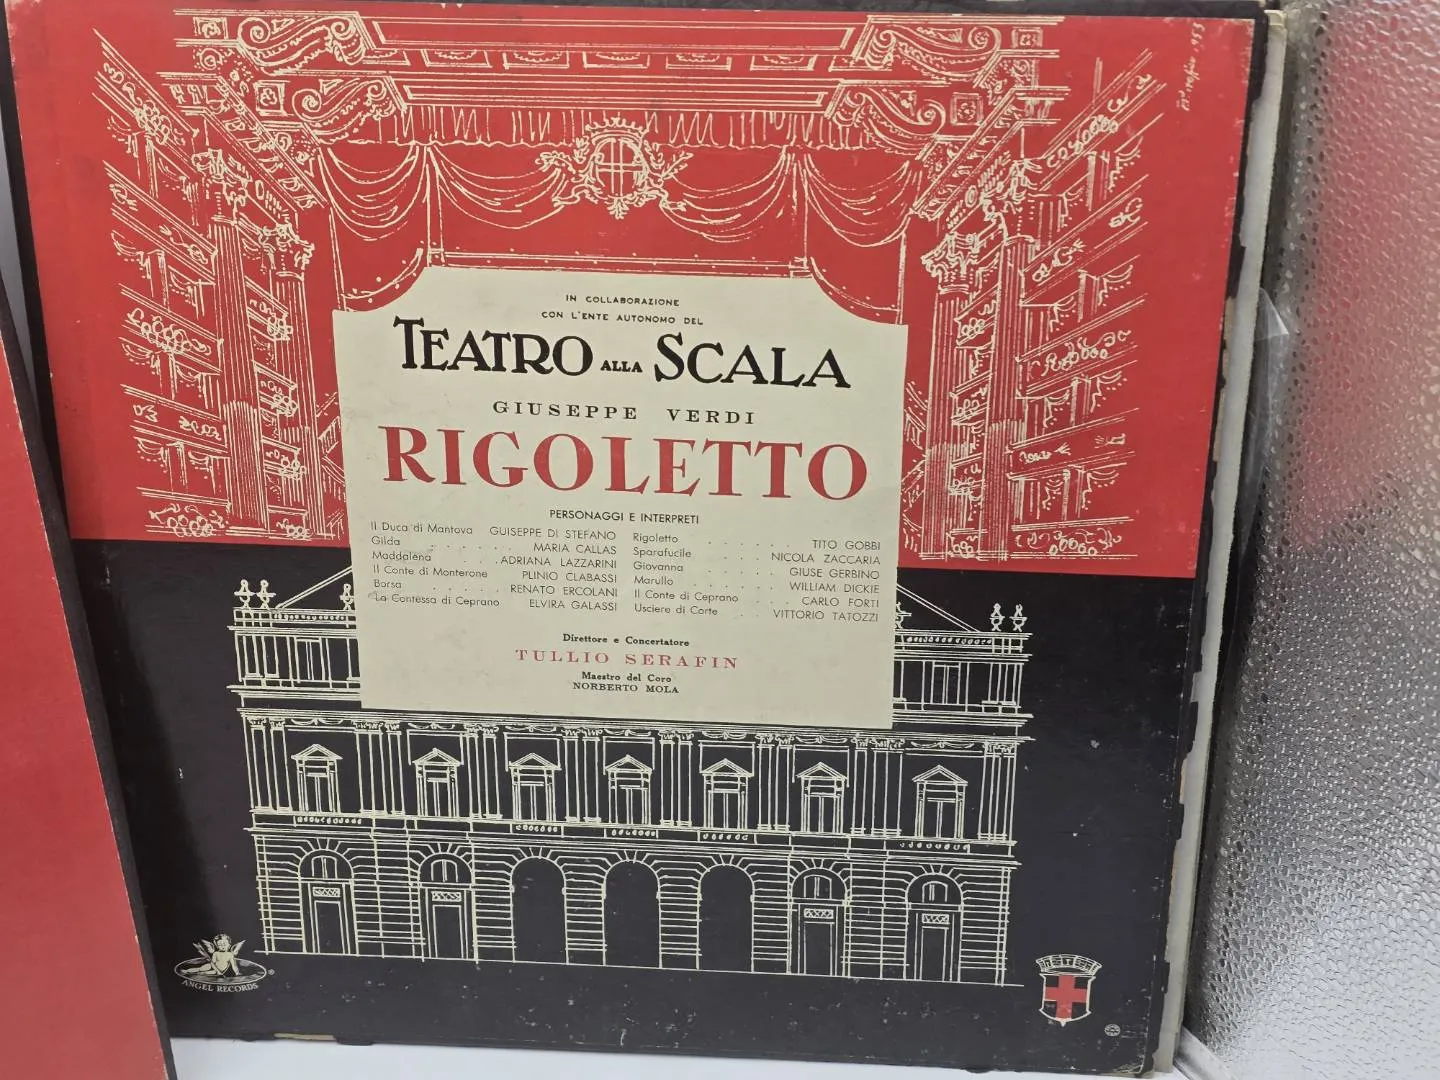 IN COLLABORAZIONE
CON L'ENTE AUTONOMO DEL
TEATRO ALLA SCALA
GIUSEPPE VERDI
RIGOLETTO
PERSONAGGI E INTERPRETI
Il Duca di Mantova GUISEPPE DI STEFANO
Gilda . . . . . . MARIA CALLAS
Maddalena . . . ADRIANA LAZZARINI
Il Conte di Monterone PLINIO CLABASSI
Borsa . . . . . RENATO ERCOLANI
La Contessa di Ceprano ELVIRA GALASSI
Rigoletto . . . . . . TITO GOBBI
Sparafucile . . . . NICOLA ZACCARIA
Giovanna . . . . . GIUSE GERBINO
Marullo . . . . . WILLIAM DICKIE
Il Conte di Ceprano . . . CARLO FORTI
Usciere di Corte . . VITTORIO TATOZZI
Direttore e Concertatore
TULLIO SERAFIN
Maestro del Coro
NORBERTO MOLA
ANGEL RECORDS ®